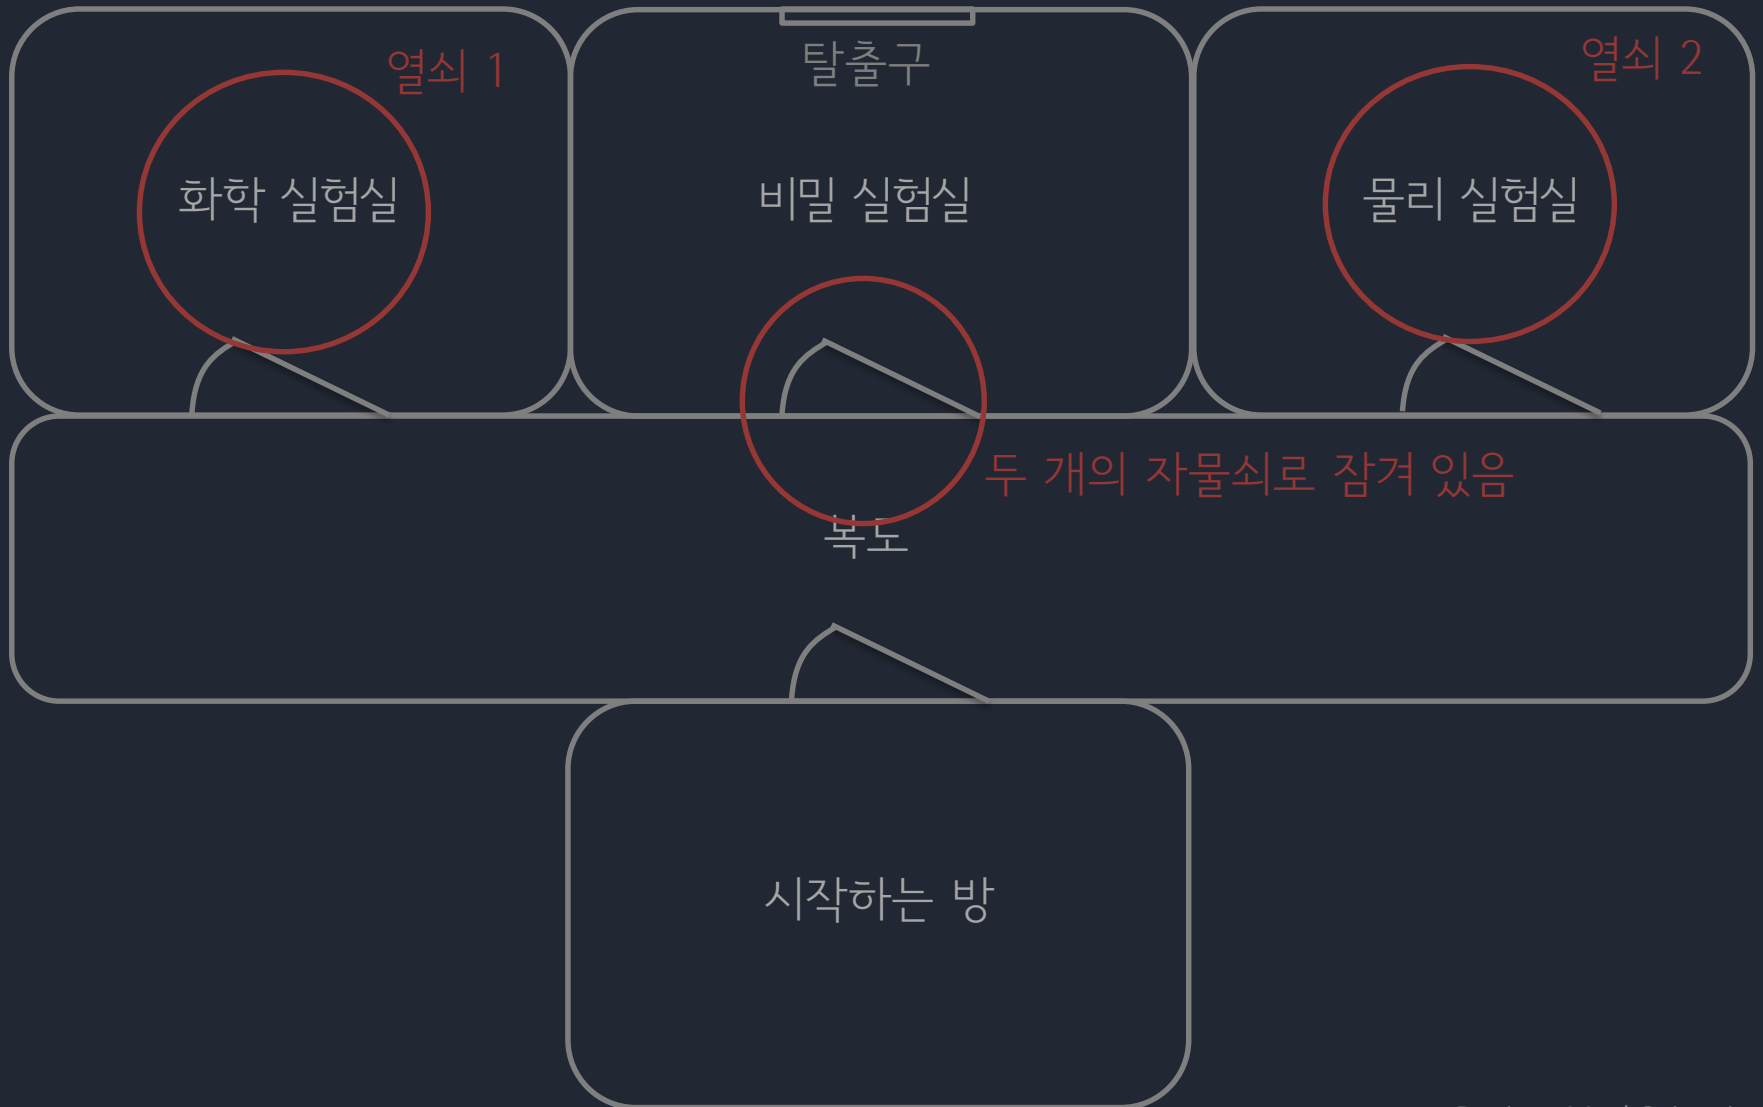 열쇠 1
탈출구
열쇠 2
화학 실험실
비밀 실험실
물리 실험실
두 개의 자물쇠로 잠겨 있음
복도
시작하는 방